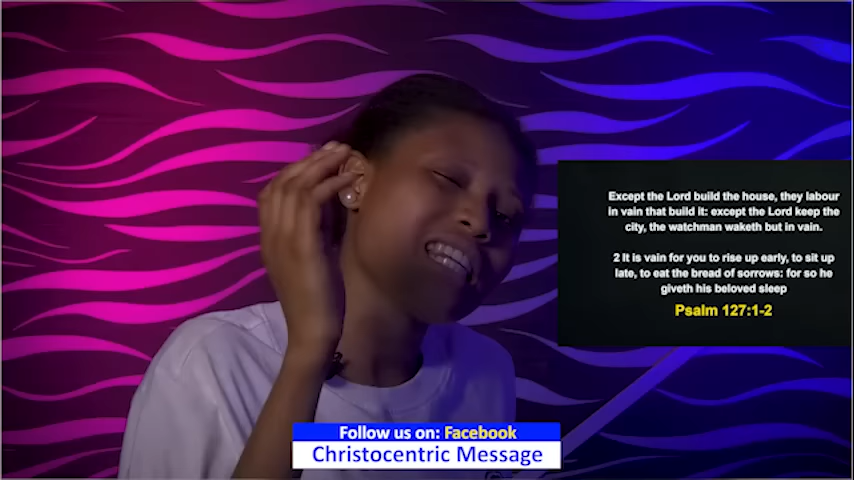 Except the Lord build the house, they labour
in vain that build it: except the Lord keep the
city, the watchman waketh but in vain.
2 It is vain for you to rise up early, to sit up
late, to eat the bread of sorrows: for so he
giveth his beloved sleep
Psalm 127:1-2
Follow us on: Facebook
Christocentric Message